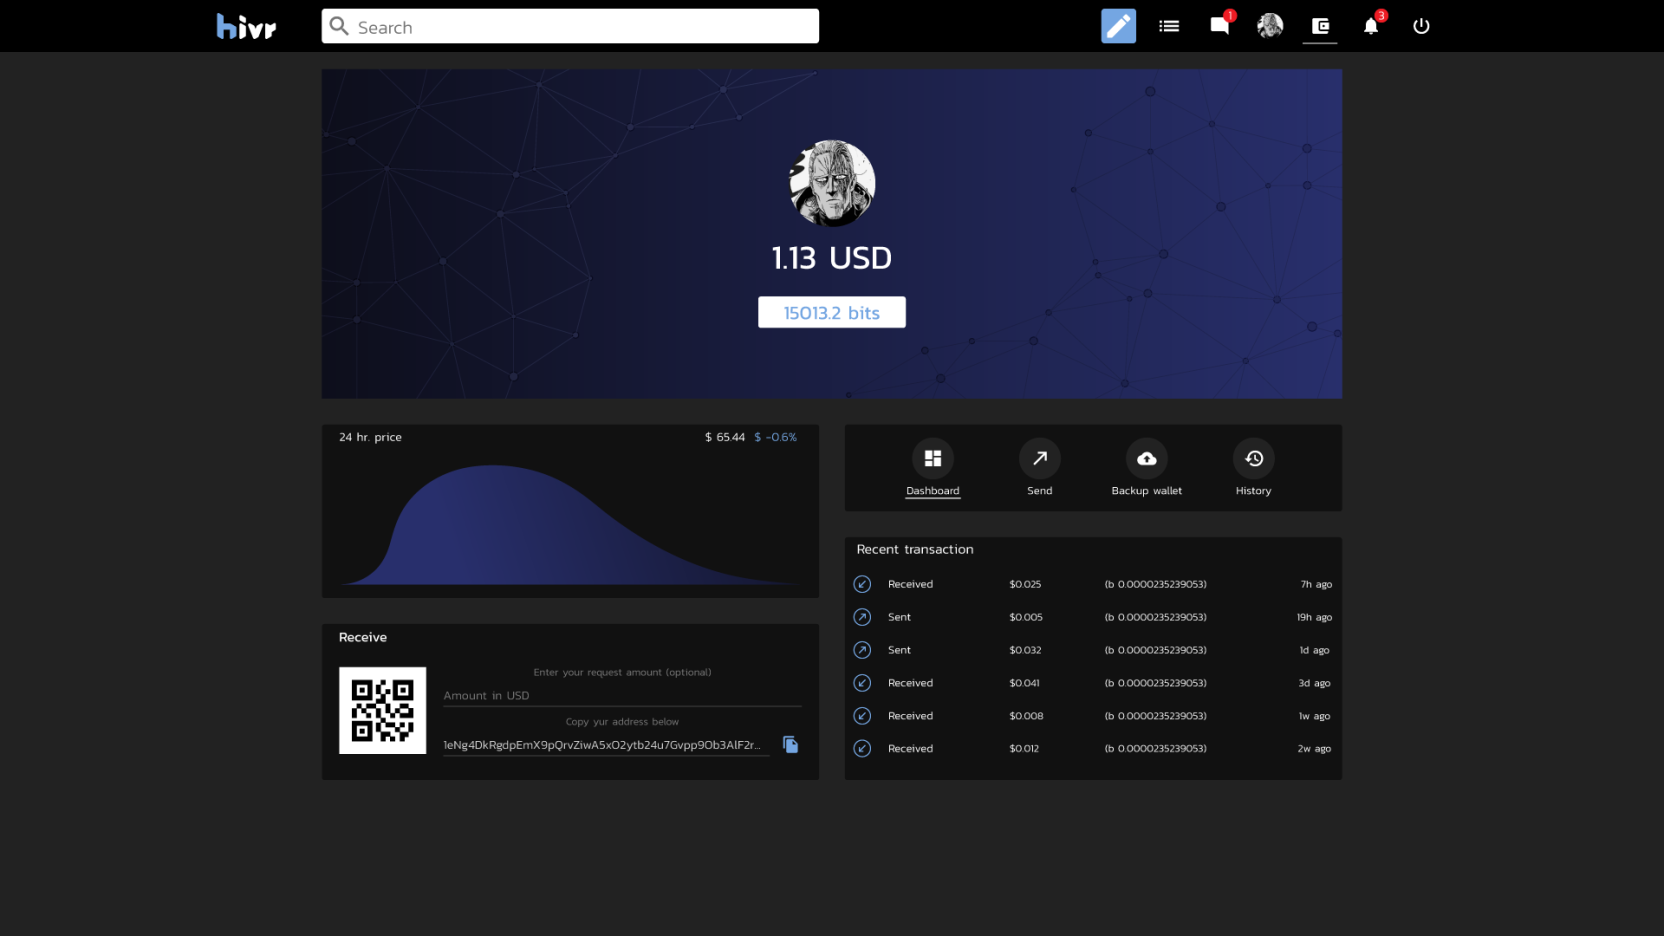 hivr
Search
1
3
1.13 USD
15013.2 bits
24 hr. price $ 65.44 $ -0.6%
Dashboard Send Backup wallet History
Recent transaction
Received $0.025 (b 0.0000235239053) 7h ago
Sent $0.005 (b 0.0000235239053) 19h ago
Sent $0.032 (b 0.0000235239053) 1d ago
Received $0.041 (b 0.0000235239053) 3d ago
Received $0.008 (b 0.0000235239053) 1w ago
Received $0.012 (b 0.0000235239053) 2w ago
Receive
Enter your request amount (optional)
Amount in USD
Copy yur address below
1eNg4DkRgdpEmX9pQrvZiwA5xO2ytb24u7Gvpp9Ob3AlF2r...